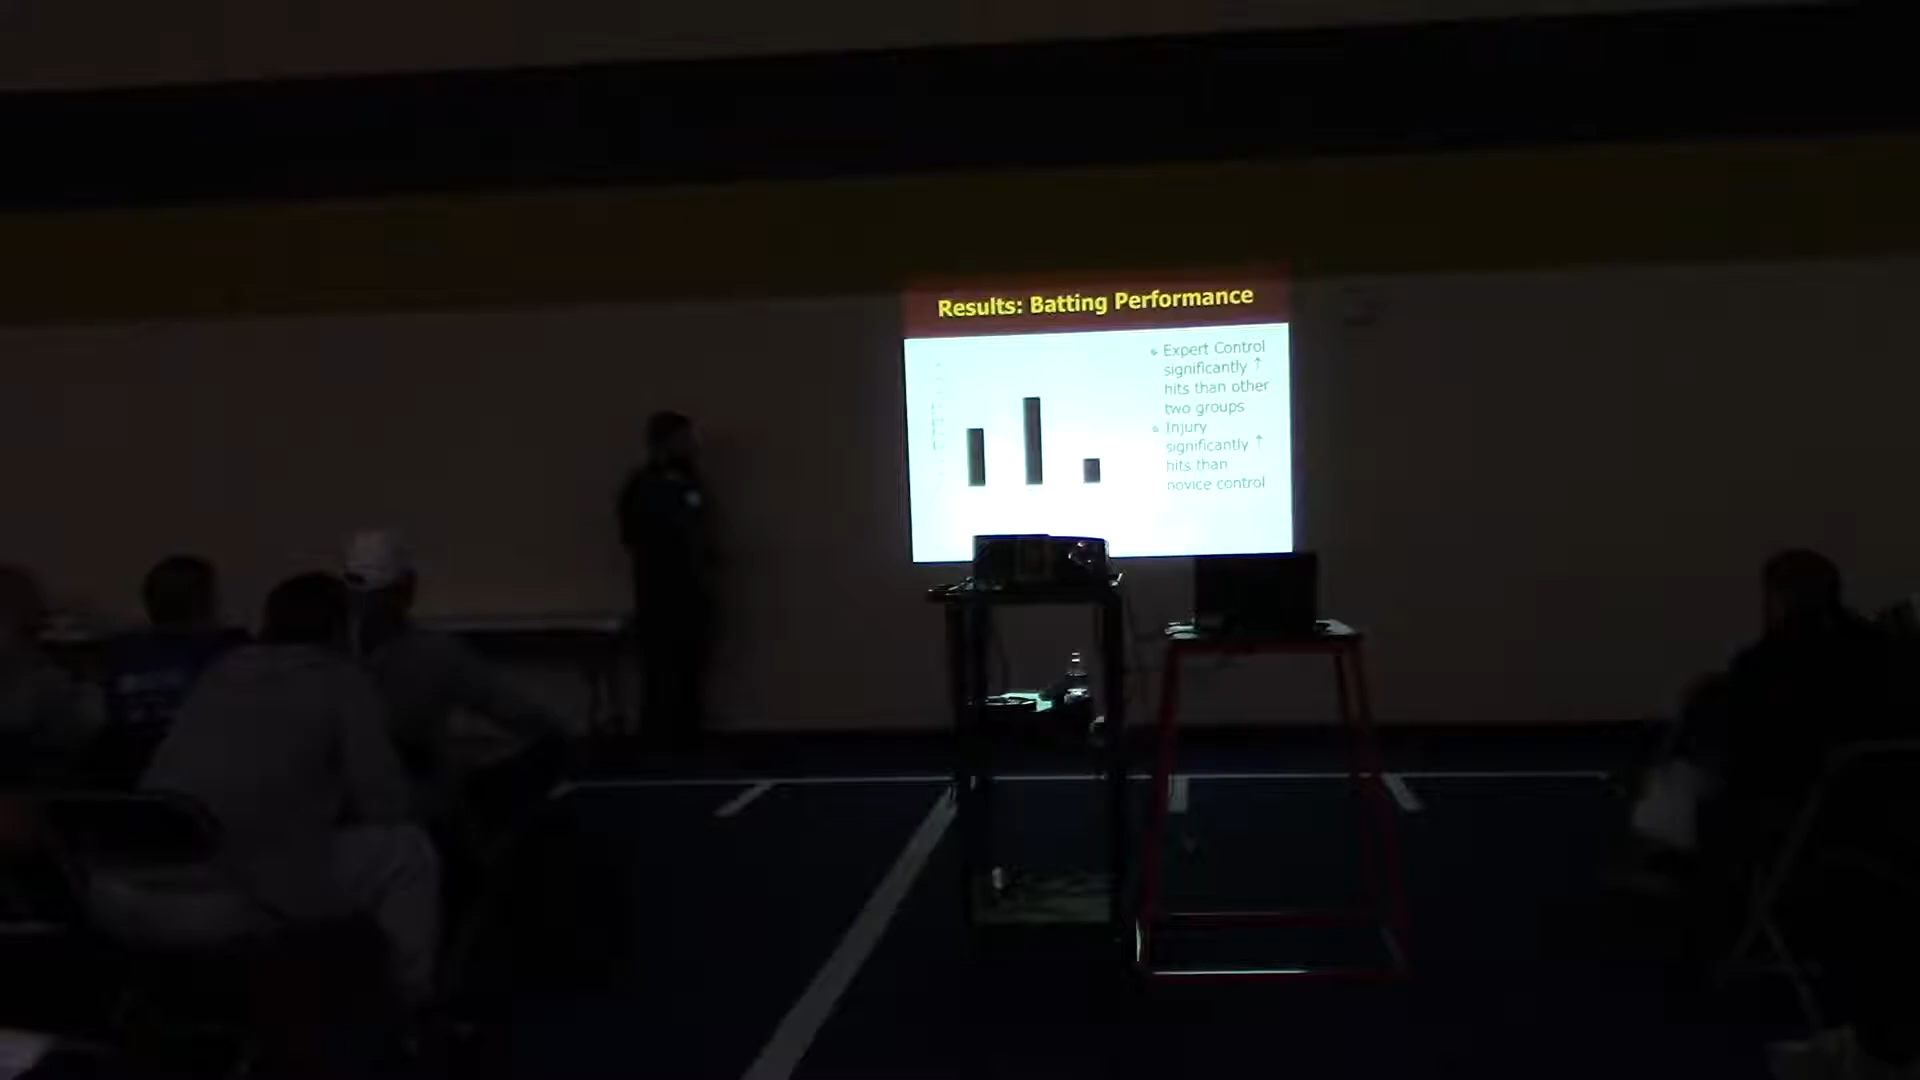 Results: Batting Performance
Expert Control
significantly ↑
hits than other
two groups
Injury
significantly ↑
hits than
novice control